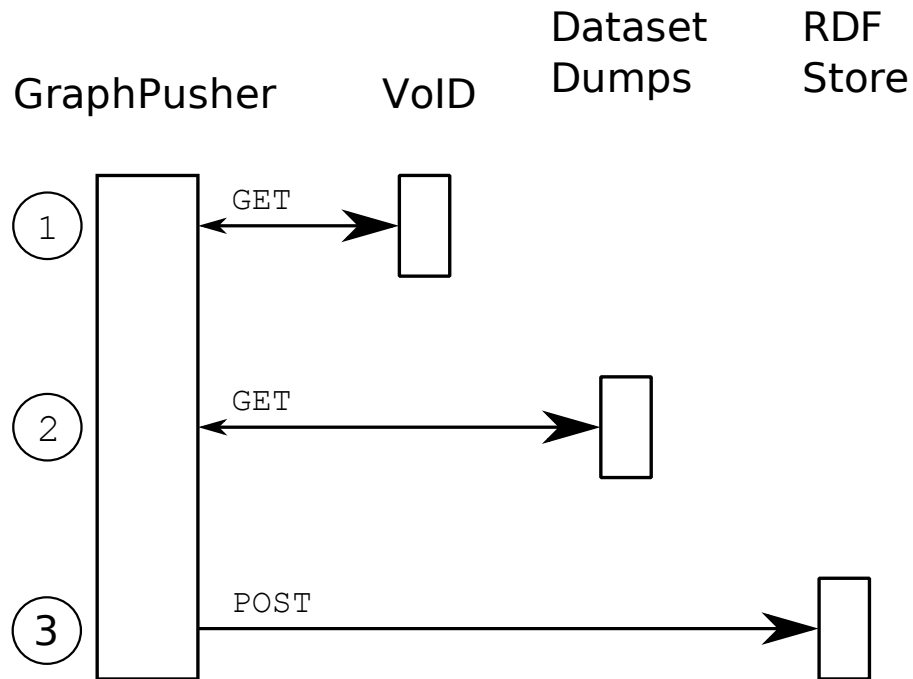 Dataset
Dumps
RDF
Store
GraphPusher
VoID
GET
1
GET
2
POST
3